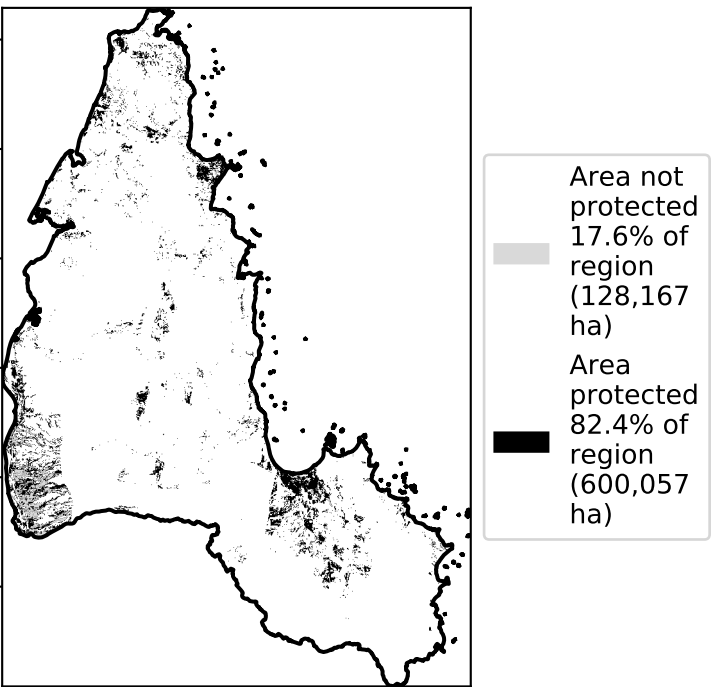 Area not
protected
17.6% of
region
(128,167
ha)
Area
protected
82.4% of
region
(600,057
ha)